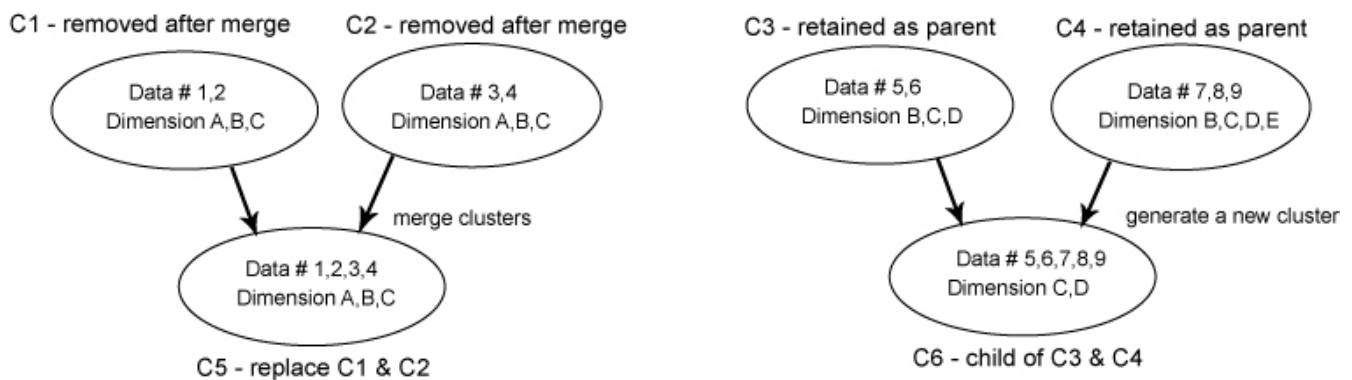 C1 - removed after merge
C2 - removed after merge
Data # 1,2
Dimension A,B,C
Data # 3,4
Dimension A,B,C
merge clusters
Data # 1,2,3,4
Dimension A,B,C
C5 - replace C1 & C2
C3 - retained as parent
C4 - retained as parent
Data # 5,6
Dimension B,C,D
Data # 7,8,9
Dimension B,C,D,E
generate a new cluster
Data # 5,6,7,8,9
Dimension C,D
C6 - child of C3 & C4